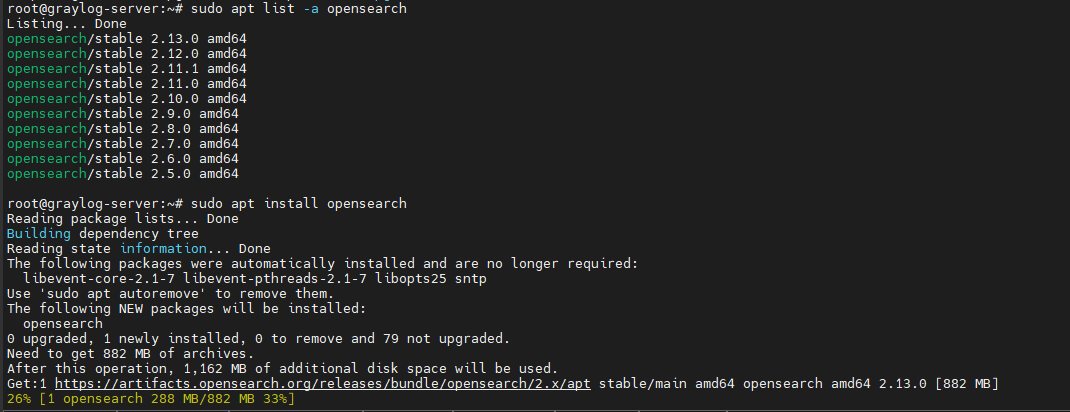 root@graylog-server:~# sudo apt list -a opensearch
Listing... Done
opensearch/stable 2.13.0 amd64
opensearch/stable 2.12.0 amd64
opensearch/stable 2.11.1 amd64
opensearch/stable 2.11.0 amd64
opensearch/stable 2.10.0 amd64
opensearch/stable 2.9.0 amd64
opensearch/stable 2.8.0 amd64
opensearch/stable 2.7.0 amd64
opensearch/stable 2.6.0 amd64
opensearch/stable 2.5.0 amd64
root@graylog-server:~# sudo apt install opensearch
Reading package lists... Done
Building dependency tree
Reading state information... Done
The following packages were automatically installed and are no longer required:
  libevent-core-2.1-7 libevent-pthreads-2.1-7 libopts25 sntp
Use 'sudo apt autoremove' to remove them.
The following NEW packages will be installed:
  opensearch
0 upgraded, 1 newly installed, 0 to remove and 79 not upgraded.
Need to get 882 MB of archives.
After this operation, 1,162 MB of additional disk space will be used.
Get:1 https://artifacts.opensearch.org/releases/bundle/opensearch/2.x/apt stable/main amd64 opensearch amd64 2.13.0 [882 MB]
26% [1 opensearch 288 MB/882 MB 33%]